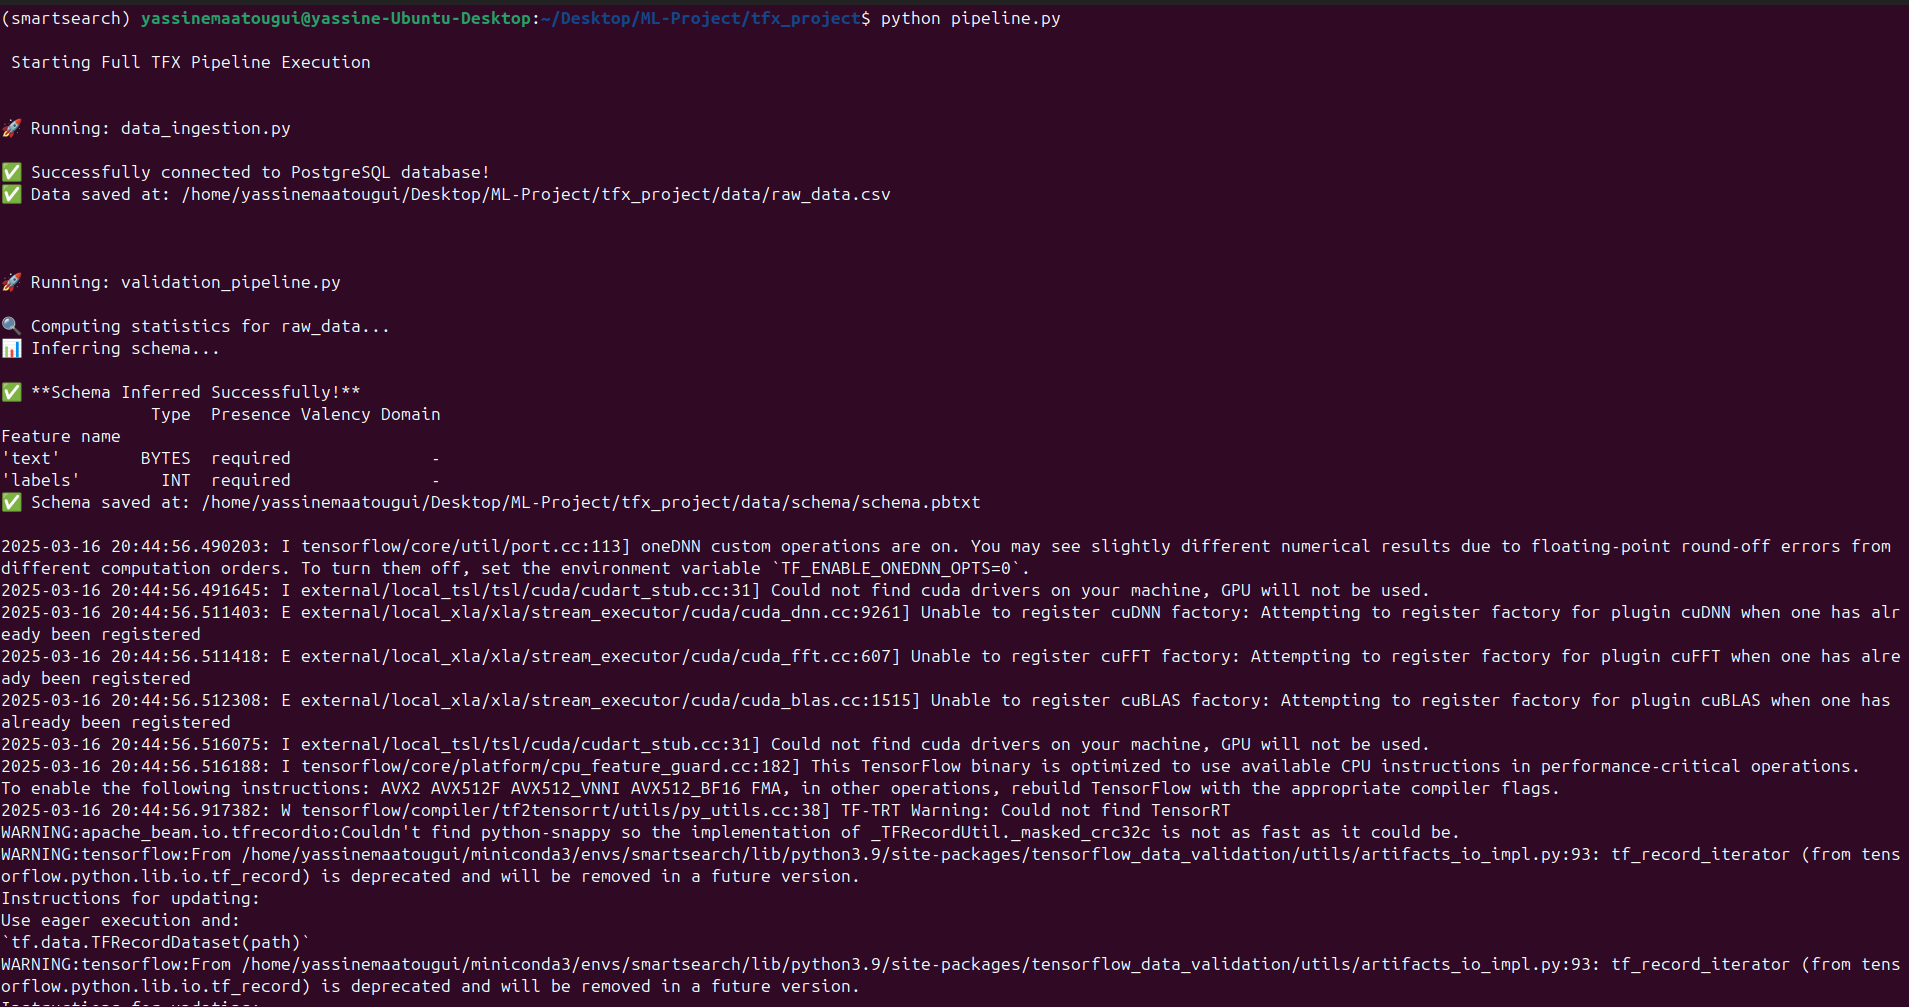 (smartsearch) yassinemaatougui@yassine-Ubuntu-Desktop:~/Desktop/ML-Project/tfx_project$ python pipeline.py
Starting Full TFX Pipeline Execution
🚀 Running: data_ingestion.py
✅ Successfully connected to PostgreSQL database!
✅ Data saved at: /home/yassinemaatougui/Desktop/ML-Project/tfx_project/data/raw_data.csv
🚀 Running: validation_pipeline.py
🔍 Computing statistics for raw_data...
📊 Inferring schema...
✅ **Schema Inferred Successfully!**
Type  Presence Valency Domain
Feature name
'text'        BYTES  required              -
'labels'        INT  required              -
✅ Schema saved at: /home/yassinemaatougui/Desktop/ML-Project/tfx_project/data/schema/schema.pbtxt
2025-03-16 20:44:56.490203: I tensorflow/core/util/port.cc:113] oneDNN custom operations are on. You may see slightly different numerical results due to floating-point round-off errors from
different computation orders. To turn them off, set the environment variable `TF_ENABLE_ONEDNN_OPTS=0`.
2025-03-16 20:44:56.491645: I external/local_tsl/tsl/cuda/cudart_stub.cc:31] Could not find cuda drivers on your machine, GPU will not be used.
2025-03-16 20:44:56.511403: E external/local_xla/xla/stream_executor/cuda/cuda_dnn.cc:9261] Unable to register cuDNN factory: Attempting to register factory for plugin cuDNN when one has alr
eady been registered
2025-03-16 20:44:56.511418: E external/local_xla/xla/stream_executor/cuda/cuda_fft.cc:607] Unable to register cuFFT factory: Attempting to register factory for plugin cuFFT when one has alre
ady been registered
2025-03-16 20:44:56.512308: E external/local_xla/xla/stream_executor/cuda/cuda_blas.cc:1515] Unable to register cuBLAS factory: Attempting to register factory for plugin cuBLAS when one has
already been registered
2025-03-16 20:44:56.516075: I external/local_tsl/tsl/cuda/cudart_stub.cc:31] Could not find cuda drivers on your machine, GPU will not be used.
2025-03-16 20:44:56.516188: I tensorflow/core/platform/cpu_feature_guard.cc:182] This TensorFlow binary is optimized to use available CPU instructions in performance-critical operations.
To enable the following instructions: AVX2 AVX512F AVX512_VNNI AVX512_BF16 FMA, in other operations, rebuild TensorFlow with the appropriate compiler flags.
2025-03-16 20:44:56.917382: W tensorflow/compiler/tf2tensorrt/utils/py_utils.cc:38] TF-TRT Warning: Could not find TensorRT
WARNING:apache_beam.io.tfrecordio:Couldn't find python-snappy so the implementation of _TFRecordUtil._masked_crc32c is not as fast as it could be.
WARNING:tensorflow:From /home/yassinemaatougui/miniconda3/envs/smartsearch/lib/python3.9/site-packages/tensorflow_data_validation/utils/artifacts_io_impl.py:93: tf_record_iterator (from tens
orflow.python.lib.io.tf_record) is deprecated and will be removed in a future version.
Instructions for updating:
Use eager execution and:
`tf.data.TFRecordDataset(path)`
WARNING:tensorflow:From /home/yassinemaatougui/miniconda3/envs/smartsearch/lib/python3.9/site-packages/tensorflow_data_validation/utils/artifacts_io_impl.py:93: tf_record_iterator (from tens
orflow.python.lib.io.tf_record) is deprecated and will be removed in a future version.